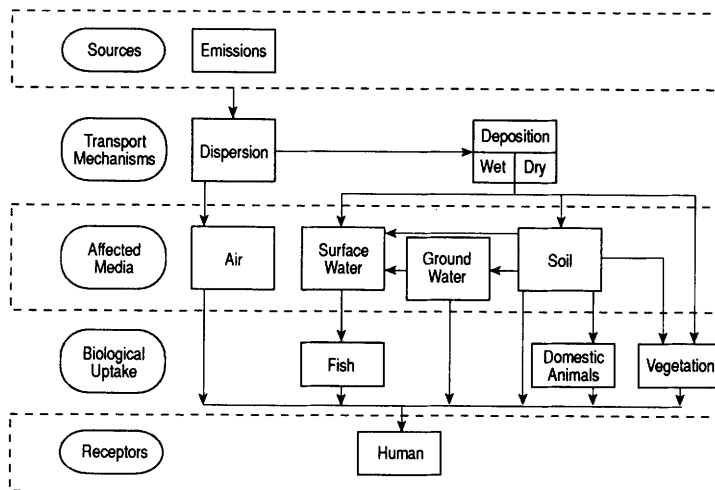 Sources
Emissions
Transport
Mechanisms
Dispersion
Deposition
Wet
Dry
Affected
Media
Air
Surface
Water
Ground
Water
Soil
Biological
Uptake
Fish
Domestic
Animals
Vegetation
Receptors
Human